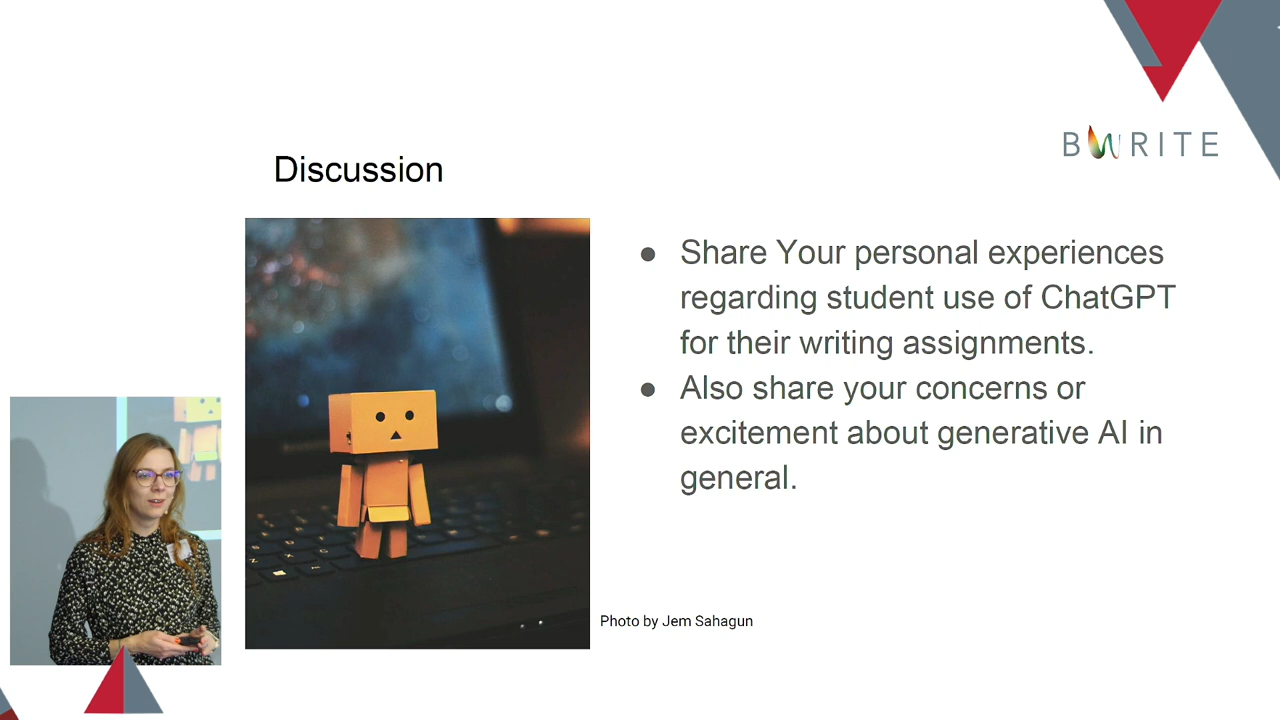 BWRITE
Discussion
● Share Your personal experiences
regarding student use of ChatGPT
for their writing assignments.
● Also share your concerns or
excitement about generative AI in
general.
Photo by Jem Sahagun